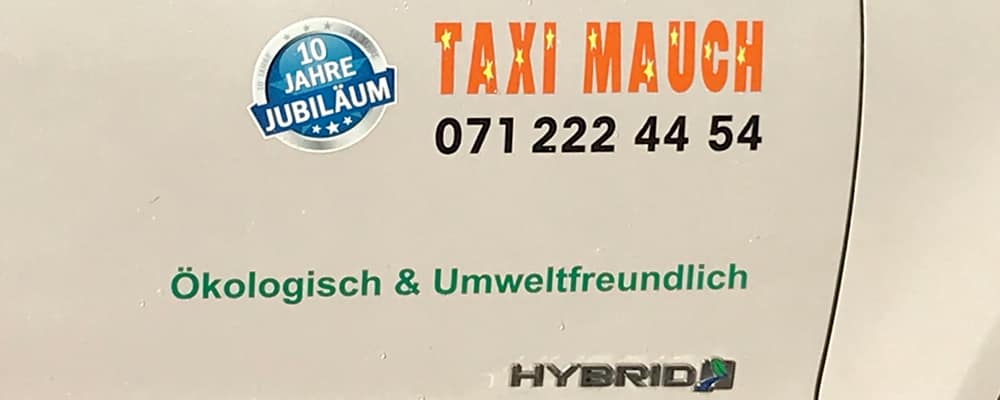 10
JAHRE
JUBILÄUM
TAXI MAUCH
071 222 44 54
Ökologisch & Umweltfreundlich
HYBRID